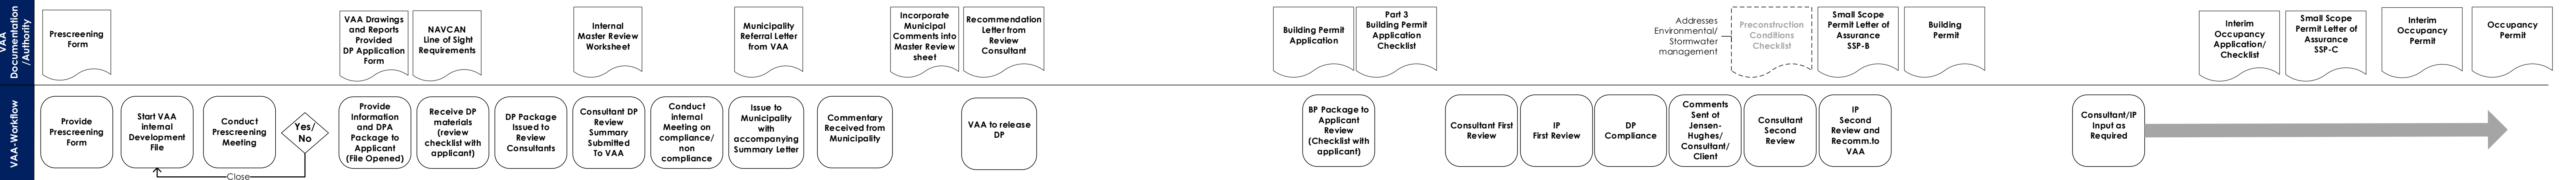 VAA
Documentation
/Authority
Prescreening
Form
VAA Drawings
and Reports
Provided
DP Application
Form
NAVCAN
Line of Sight
Requirements
Internal
Master Review
Worksheet
Municipality
Referral Letter
from VAA
Incorporate
Municipal
Comments into
Master Review
sheet
Recommendation
Letter from
Review
Consultant
Building Permit
Application
Part 3
Building Permit
Application
Checklist
Addresses
Environmental/
Stormwater
management
Preconstruction
Conditions
Checklist
Small Scope
Permit Letter of
Assurance
SSP-B
Building
Permit
Interim
Occupancy
Application/
Checklist
Small Scope
Permit Letter of
Assurance
SSP-C
Interim
Occupancy
Permit
Occupancy
Permit
VAA-Workflow
Provide
Prescreening
Form
Start VAA
internal
Development
File
Conduct
Prescreening
Meeting
Yes/
No
Close
Provide
Information
and DPA
Package to
Applicant
(File Opened)
Receive DP
materials
(review
checklist with
applicant)
DP Package
Issued to
Review
Consultants
Consultant DP
Review
Summary
Submitted
To VAA
Conduct
internal
Meeting on
compliance/
non
compliance
Issue to
Municipality
with
accompanying
Summary Letter
Commentary
Received from
Municipality
VAA to release
DP
BP Package to
Applicant
Review
(Checklist with
applicant)
Consultant First
Review
IP
First Review
DP
Compliance
Comments
Sent of
Jensen-
Hughes/
Consultant/
Client
Consultant
Second
Review
IP
Second
Review and
Recomm.to
VAA
Consultant/IP
Input as
Required